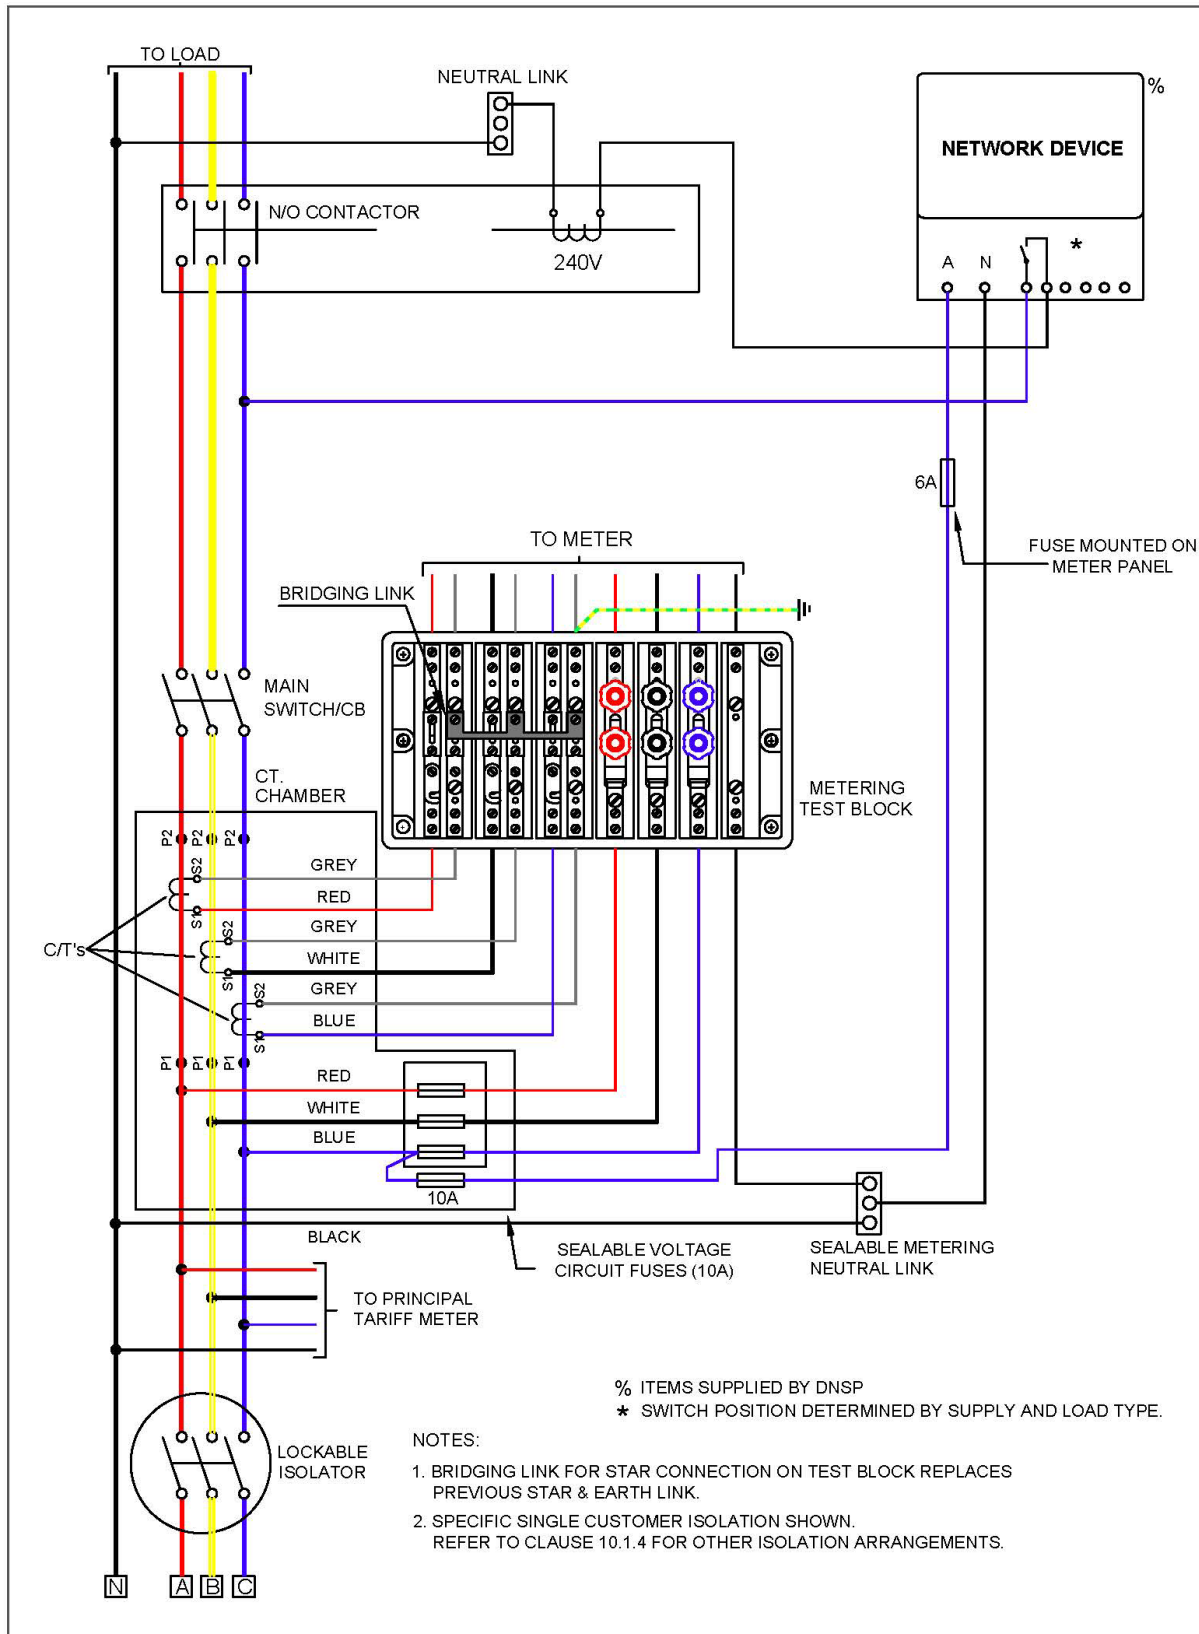 TO LOAD
NEUTRAL LINK
%
NETWORK DEVICE
N/O CONTACTOR
240V
A N *
6A
FUSE MOUNTED ON
METER PANEL
TO METER
BRIDGING LINK
MAIN
SWITCH/CB
METERING
TEST BLOCK
CT.
CHAMBER
P2 P2 P2
S2
GREY
RED
S1
S2
GREY
C/T's
WHITE
S1
S2
GREY
BLUE
S1
P1 P1 P1
RED
WHITE
BLUE
10A
BLACK
SEALABLE VOLTAGE
CIRCUIT FUSES (10A)
SEALABLE METERING
NEUTRAL LINK
TO PRINCIPAL
TARIFF METER
% ITEMS SUPPLIED BY DNSP
* SWITCH POSITION DETERMINED BY SUPPLY AND LOAD TYPE.
LOCKABLE
ISOLATOR
NOTES:
1. BRIDGING LINK FOR STAR CONNECTION ON TEST BLOCK REPLACES
PREVIOUS STAR & EARTH LINK.
2. SPECIFIC SINGLE CUSTOMER ISOLATION SHOWN.
REFER TO CLAUSE 10.1.4 FOR OTHER ISOLATION ARRANGEMENTS.
N A B C